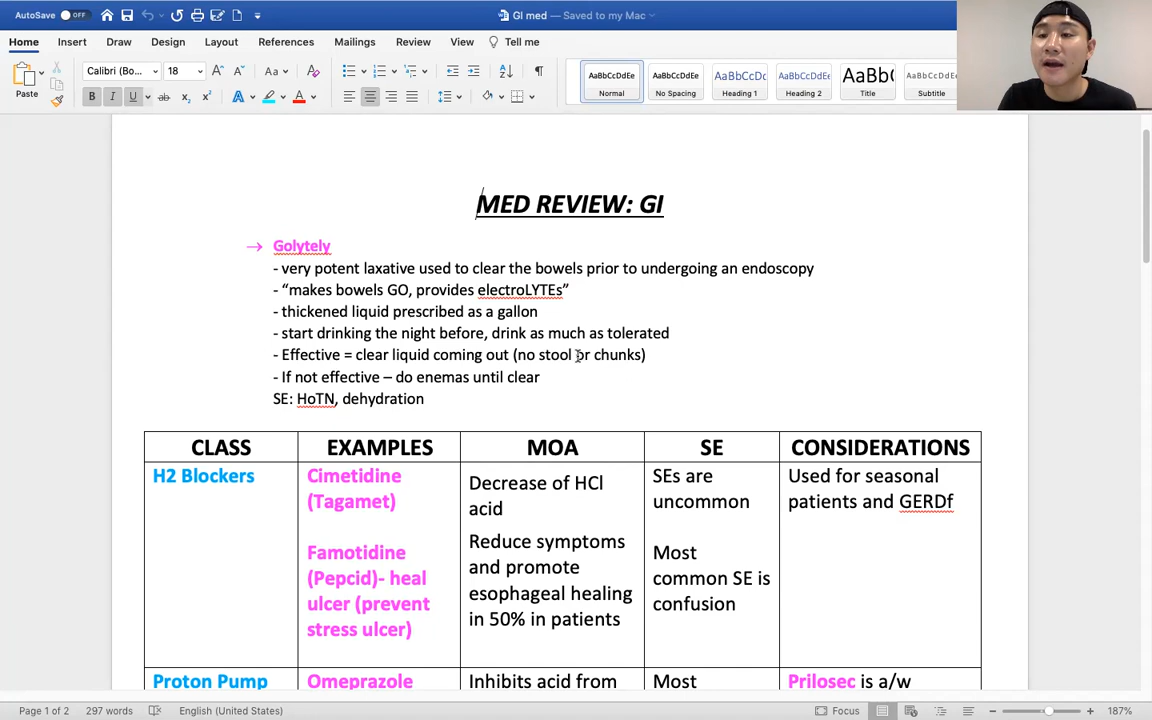 AutoSave OFF
GI med — Saved to my Mac
Home Insert Draw Design Layout References Mailings Review View Tell me
Paste
Calibri (Bo... 18
AaBbCcDdEe Normal
AaBbCcDdEe No Spacing
AaBbCcDc Heading 1
AaBbCcDdEe Heading 2
AaBb( Title
AaBbCcDdEe Subtitle
MED REVIEW: GI
→ Golytely
- very potent laxative used to clear the bowels prior to undergoing an endoscopy
- “makes bowels GO, provides electroLYTEs”
- thickened liquid prescribed as a gallon
- start drinking the night before, drink as much as tolerated
- Effective = clear liquid coming out (no stool or chunks)
- If not effective – do enemas until clear
SE: HoTN, dehydration
CLASS EXAMPLES MOA SE CONSIDERATIONS
H2 Blockers
Cimetidine
(Tagamet)
Famotidine
(Pepcid)- heal
ulcer (prevent
stress ulcer)
Decrease of HCl
acid
Reduce symptoms
and promote
esophageal healing
in 50% in patients
SEs are
uncommon
Most
common SE is
confusion
Used for seasonal
patients and GERDf
Proton Pump
Omeprazole
Inhibits acid from
Most
Prilosec is a/w
Page 1 of 2 297 words English (United States) Focus 187%